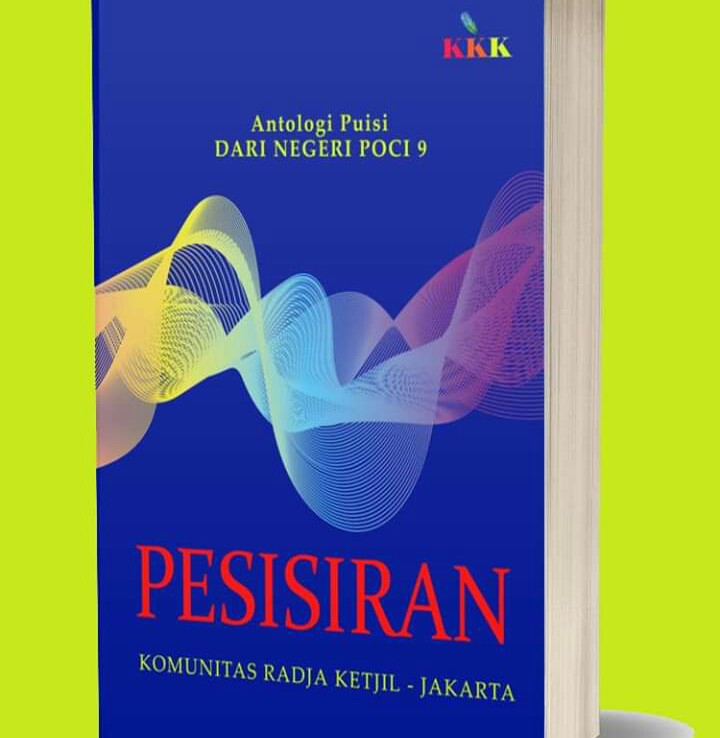 KKK
Antologi Puisi
DARI NEGERI POCI 9
PESISIRAN
KOMUNITAS RADJA KETJIL - JAKARTA